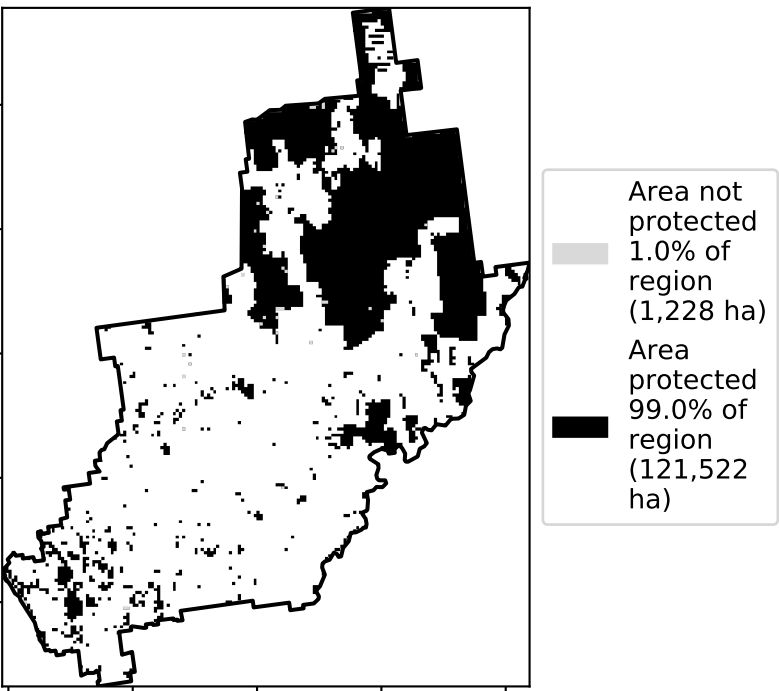 Area not
protected
1.0% of
region
(1,228 ha)
Area
protected
99.0% of
region
(121,522
ha)